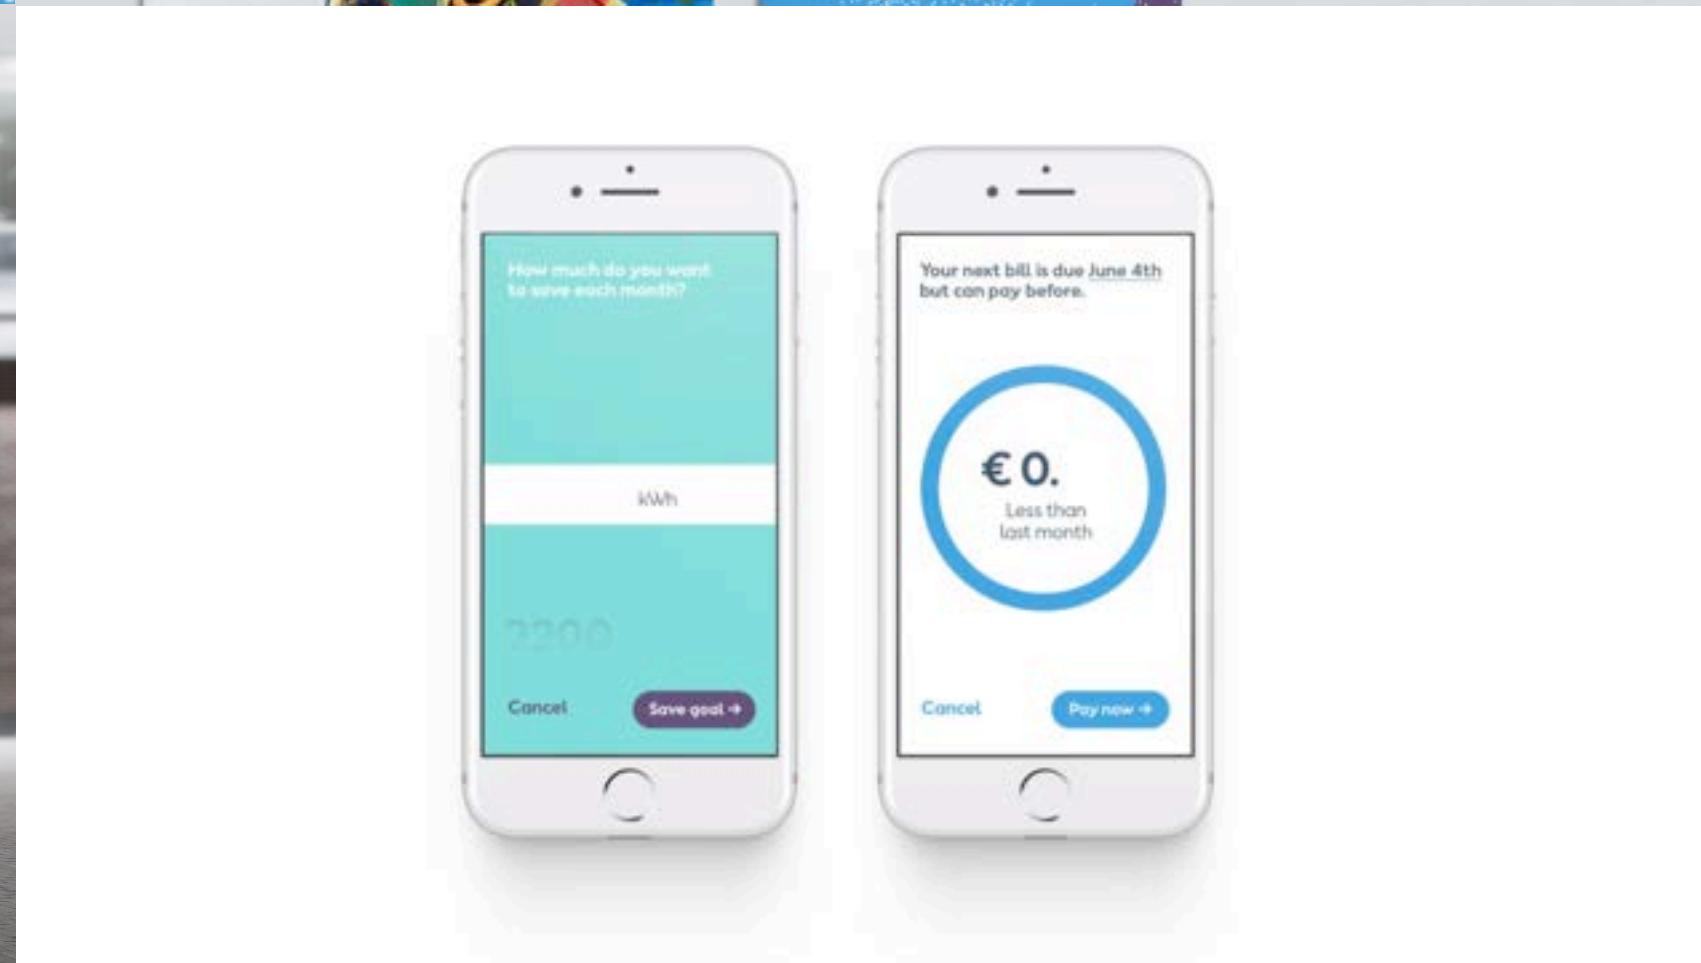 How much do you want
to save each month?
kWh
2200
Cancel
Save goal →
Your next bill is due June 4th
but can pay before.
€ 0.
Less than
last month
Cancel
Pay now →